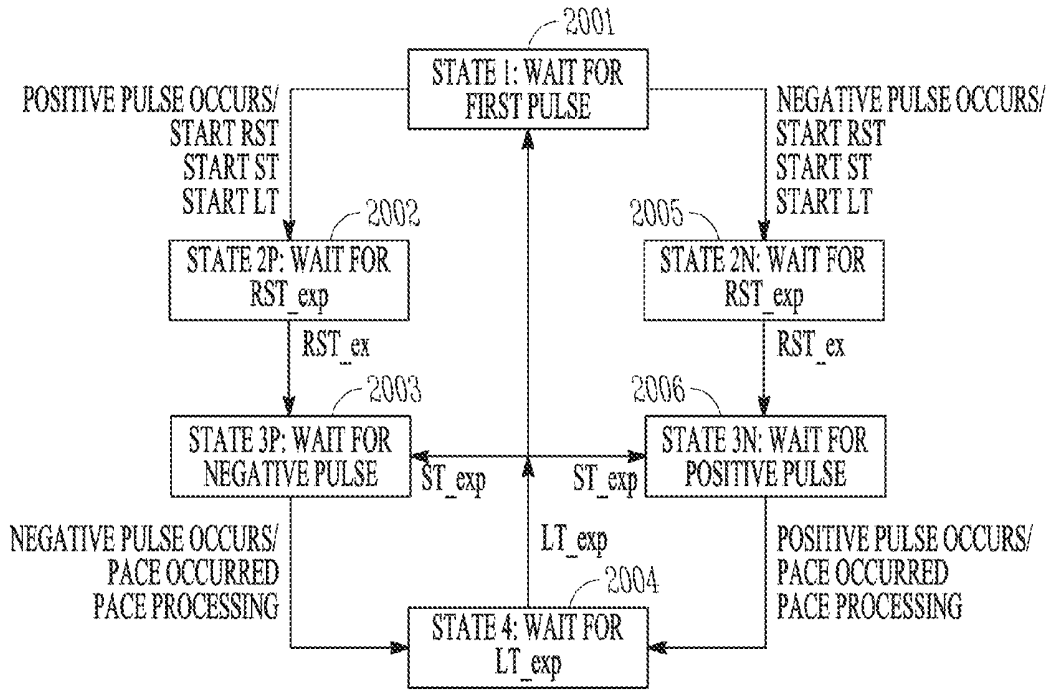 2001
STATE 1: WAIT FOR
FIRST PULSE
POSITIVE PULSE OCCURS/
START RST
START ST
START LT
NEGATIVE PULSE OCCURS/
START RST
START ST
START LT
2002
STATE 2P: WAIT FOR
RST_exp
2005
STATE 2N: WAIT FOR
RST_exp
RST_ex
RST_ex
2003
STATE 3P: WAIT FOR
NEGATIVE PULSE
2006
STATE 3N: WAIT FOR
POSITIVE PULSE
ST_exp
ST_exp
NEGATIVE PULSE OCCURS/
PACE OCCURRED
PACE PROCESSING
LT_exp
POSITIVE PULSE OCCURS/
PACE OCCURRED
PACE PROCESSING
2004
STATE 4: WAIT FOR
LT_exp